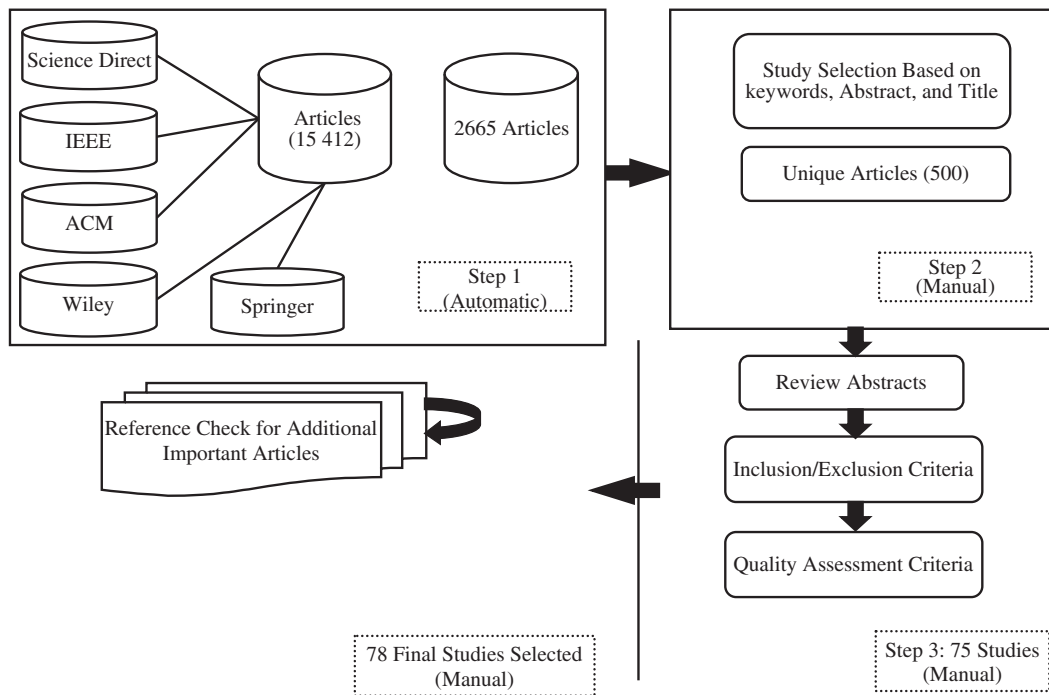 Science Direct
IEEE
ACM
Wiley
Springer
Articles
(15 412)
2665 Articles
Step 1
(Automatic)
Study Selection Based on
keywords, Abstract, and Title
Unique Articles (500)
Step 2
(Manual)
Review Abstracts
Inclusion/Exclusion Criteria
Quality Assessment Criteria
Step 3: 75 Studies
(Manual)
Reference Check for Additional
Important Articles
78 Final Studies Selected
(Manual)